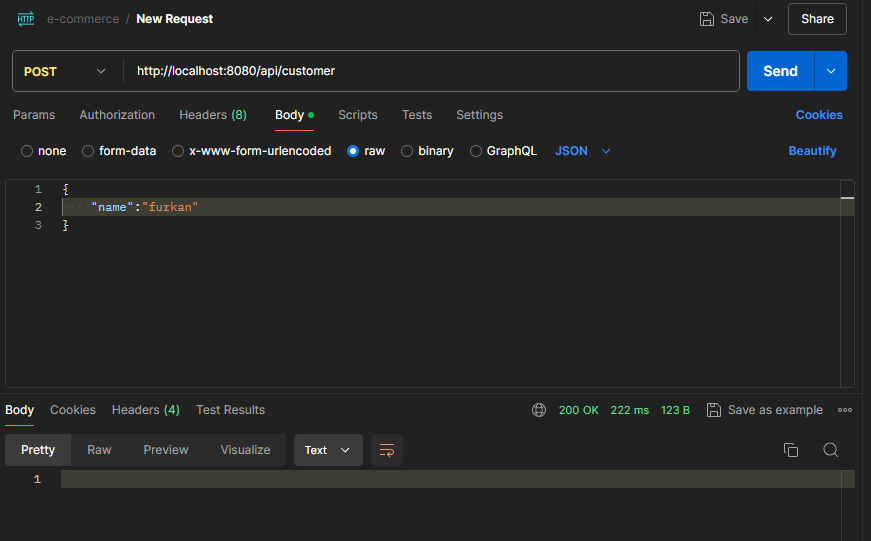 HTTP e-commerce / New Request Save Share
POST http://localhost:8080/api/customer Send
Params Authorization Headers (8) Body Scripts Tests Settings Cookies
none form-data x-www-form-urlencoded raw binary GraphQL JSON Beautify
1 {
2 "name":"furkan"
3 }
Body Cookies Headers (4) Test Results 200 OK 222 ms 123 B Save as example
Pretty Raw Preview Visualize Text
1